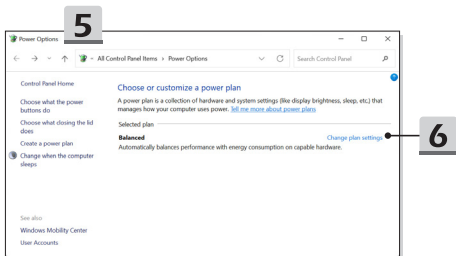 5
Power Options
All Control Panel Items > Power Options
Search Control Panel
Control Panel Home
Choose what the power
buttons do
Choose what closing the lid
does
Create a power plan
Change when the computer
sleeps
Choose or customize a power plan
A power plan is a collection of hardware and system settings (like display brightness, sleep, etc.) that
manages how your computer uses power. Tell me more about power plans
Selected plan
Balanced
Change plan settings
6
Automatically balances performance with energy consumption on capable hardware.
See also
Windows Mobility Center
User Accounts